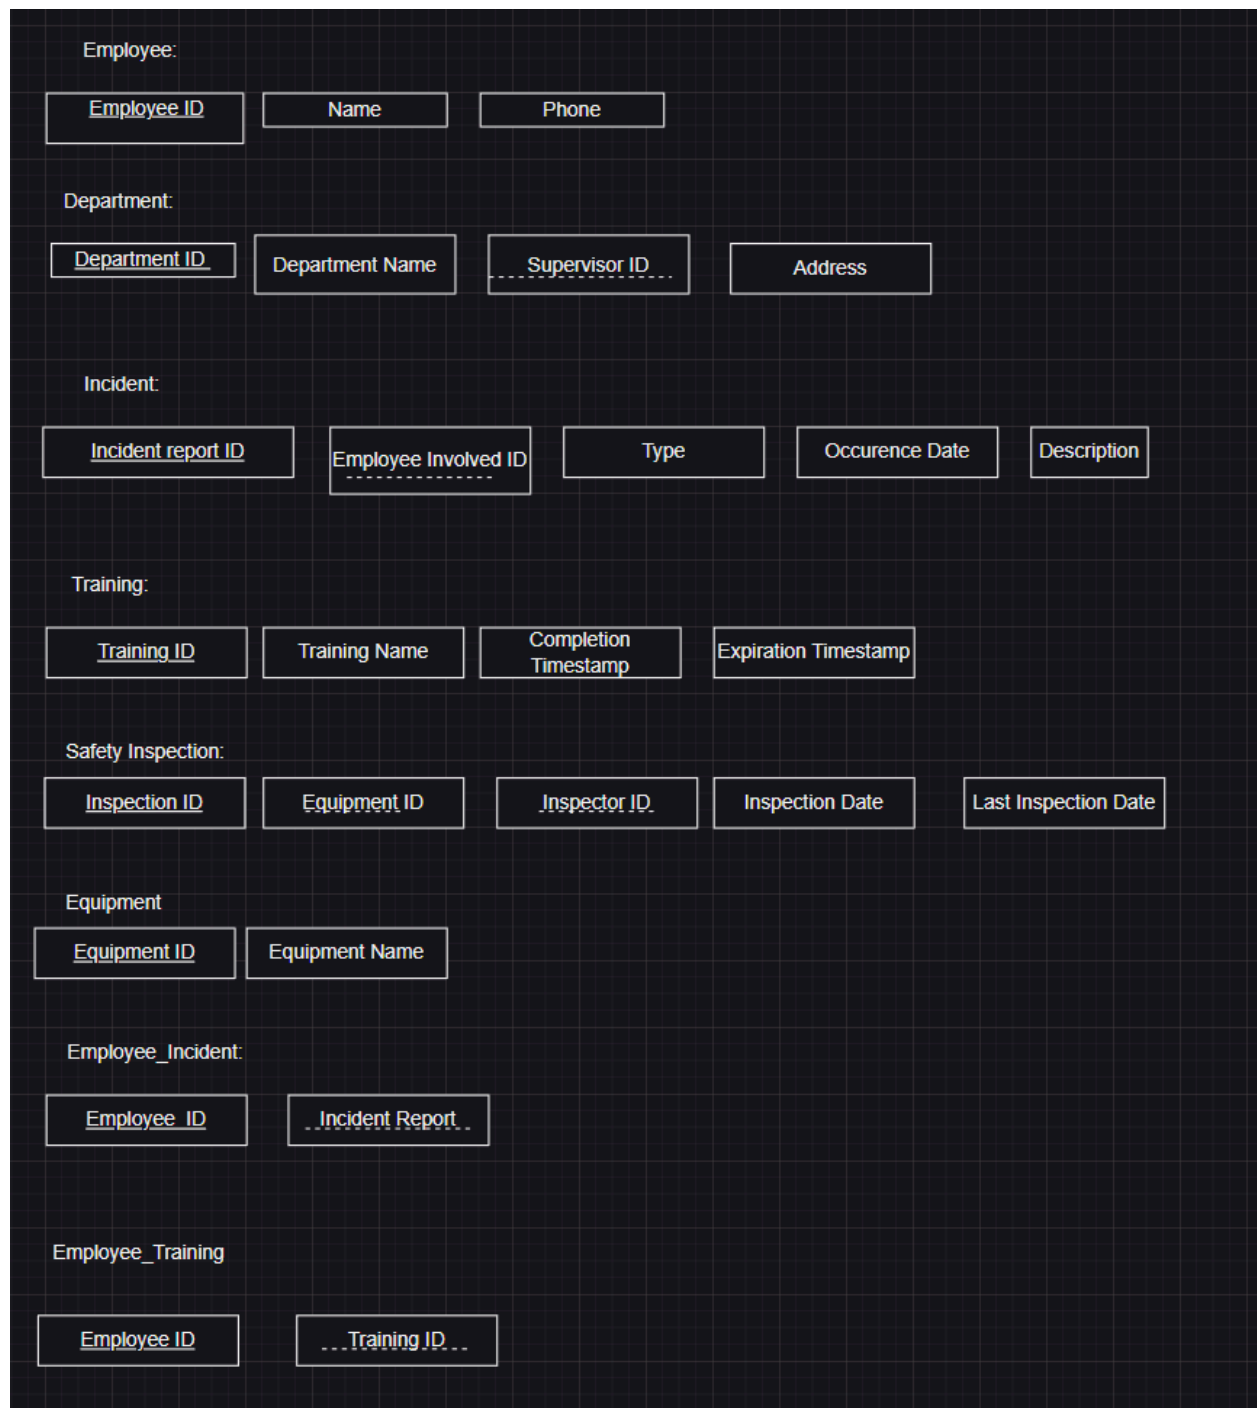 Employee:
Employee ID Name Phone
Department:
Department ID Department Name Supervisor ID Address
Incident:
Incident report ID Employee Involved ID Type Occurence Date Description
Training:
Training ID Training Name Completion Timestamp Expiration Timestamp
Safety Inspection:
Inspection ID Equipment ID Inspector ID Inspection Date Last Inspection Date
Equipment
Equipment ID Equipment Name
Employee_Incident:
Employee_ID Incident Report
Employee_Training
Employee ID Training ID